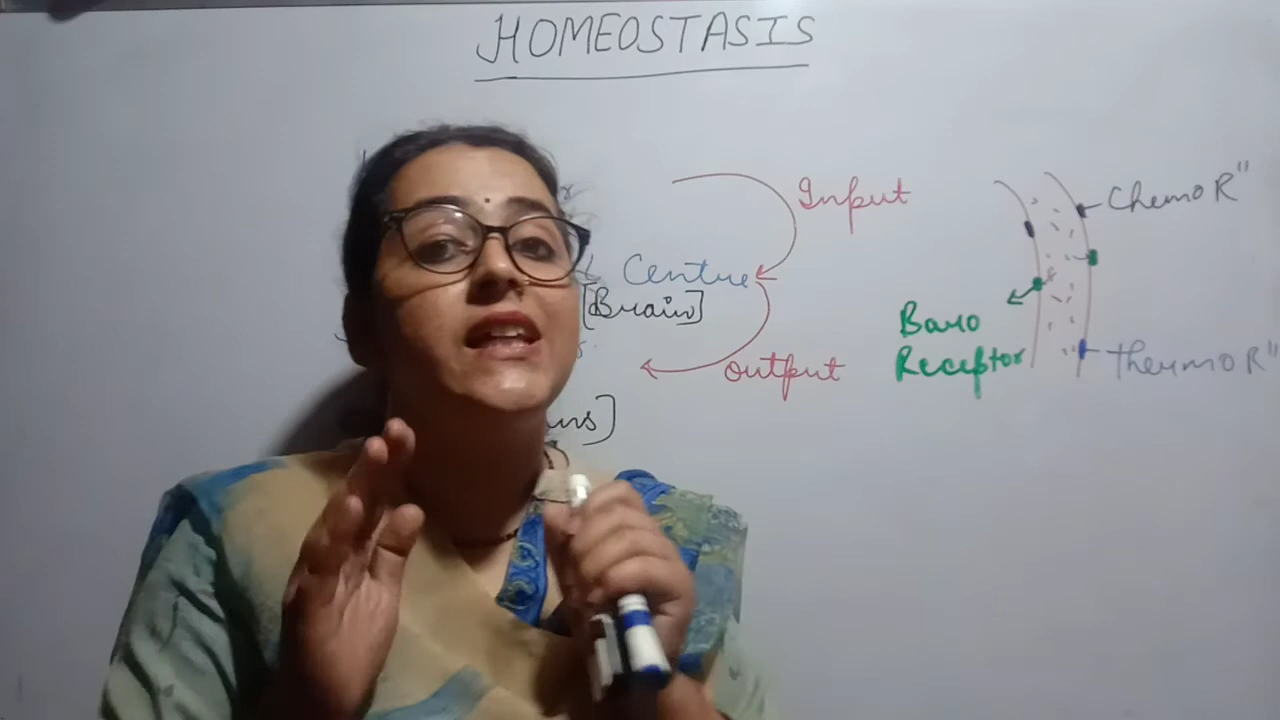 HOMEOSTASIS
Input
Centre
[Brain]
output
Chemo R"
Baro
Receptor
thermo R"